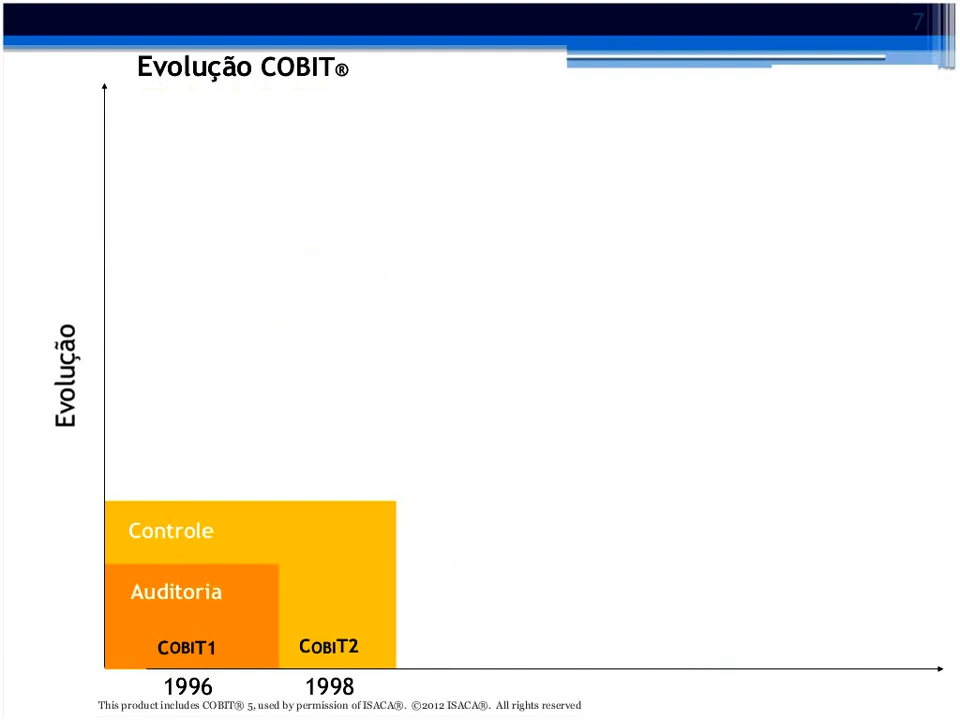 7
Evolução COBIT®
Evolução
Controle
Auditoria
COBIT1
COBIT2
1996
1998
This product includes COBIT® 5, used by permission of ISACA®. ©2012 ISACA®. All rights reserved